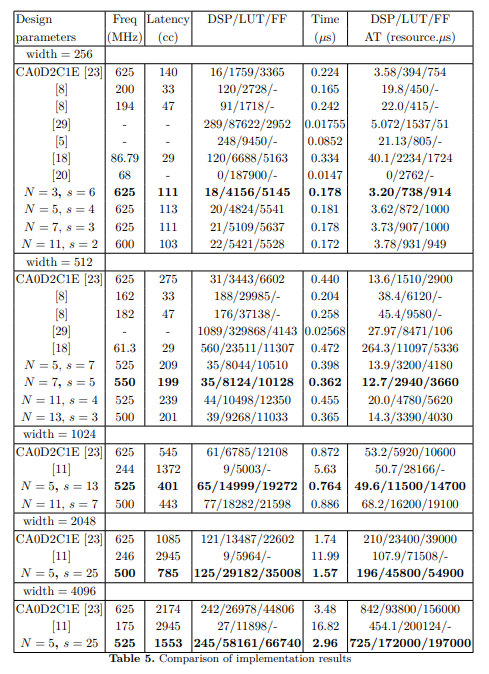 Design Freq Latency DSP/LUT/FF Time DSP/LUT/FF
parameters (MHz) (cc) (μs) AT (resource.μs)
width = 256
CA0D2C1E [23] 625 140 16/1759/3365 0.224 3.58/394/754
[8] 200 33 120/2728/- 0.165 19.8/450/-
[8] 194 47 91/1718/- 0.242 22.0/415/-
[29] - - 289/87622/2952 0.01755 5.072/1537/51
[5] - - 248/9450/- 0.0852 21.13/805/-
[18] 86.79 29 120/6688/5163 0.334 40.1/2234/1724
[20] 68 - 0/187900/- 0.0147 0/2762/-
N = 3, s = 6 625 111 18/4156/5145 0.178 3.20/738/914
N = 5, s = 4 625 113 20/4824/5541 0.181 3.62/872/1000
N = 7, s = 3 625 111 21/5109/5637 0.178 3.73/907/1000
N = 11, s = 2 600 103 22/5421/5528 0.172 3.78/931/949
width = 512
CA0D2C1E [23] 625 275 31/3443/6602 0.440 13.6/1510/2900
[8] 162 33 188/29985/- 0.204 38.4/6120/-
[8] 182 47 176/37138/- 0.258 45.4/9580/-
[29] - - 1089/329868/4143 0.02568 27.97/8471/106
[18] 61.3 29 560/23511/11307 0.472 264.3/11097/5336
N = 5, s = 7 525 209 35/8044/10510 0.398 13.9/3200/4180
N = 7, s = 5 550 199 35/8124/10128 0.362 12.7/2940/3660
N = 11, s = 4 525 239 44/10498/12350 0.455 20.0/4780/5620
N = 13, s = 3 500 201 39/9268/11033 0.365 14.3/3390/4030
width = 1024
CA0D2C1E [23] 625 545 61/6785/12108 0.872 53.2/5920/10600
[11] 244 1372 9/5003/- 5.63 50.7/28166/-
N = 5, s = 13 525 401 65/14999/19272 0.764 49.6/11500/14700
N = 11, s = 7 500 443 77/18282/21598 0.886 68.2/16200/19100
width = 2048
CA0D2C1E [23] 625 1085 121/13487/22602 1.74 210/23400/39000
[11] 246 2945 9/5964/- 11.99 107.9/71508/-
N = 5, s = 25 500 785 125/29182/35008 1.57 196/45800/54900
width = 4096
CA0D2C1E [23] 625 2174 242/26978/44806 3.48 842/93800/156000
[11] 175 2945 27/11898/- 16.82 454.1/200124/-
N = 5, s = 25 525 1553 245/58161/66740 2.96 725/172000/197000
Table 5. Comparison of implementation results